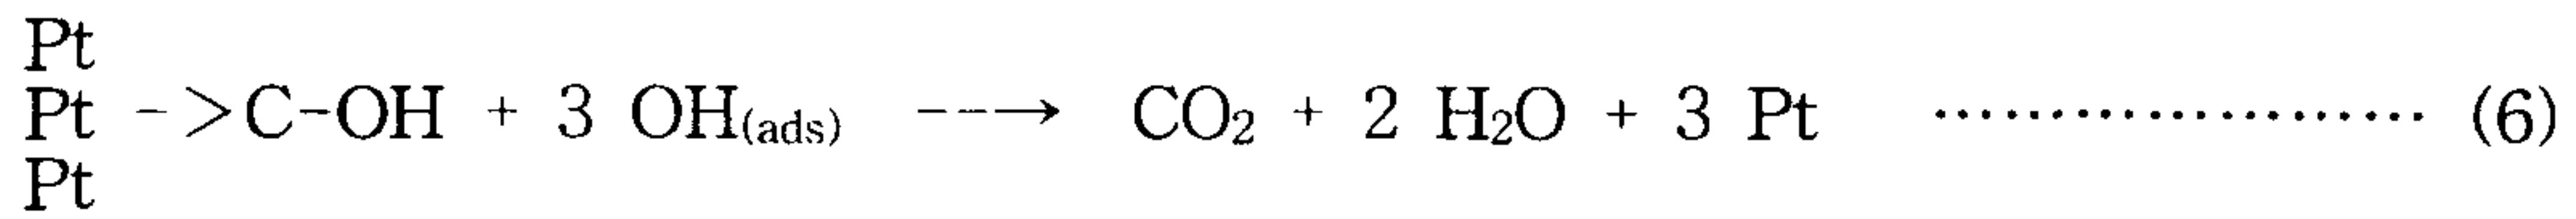 Pt
Pt ->C-OH + 3 OH(ads) ---→ CO2 + 2 H2O + 3 Pt ····················· (6)
Pt